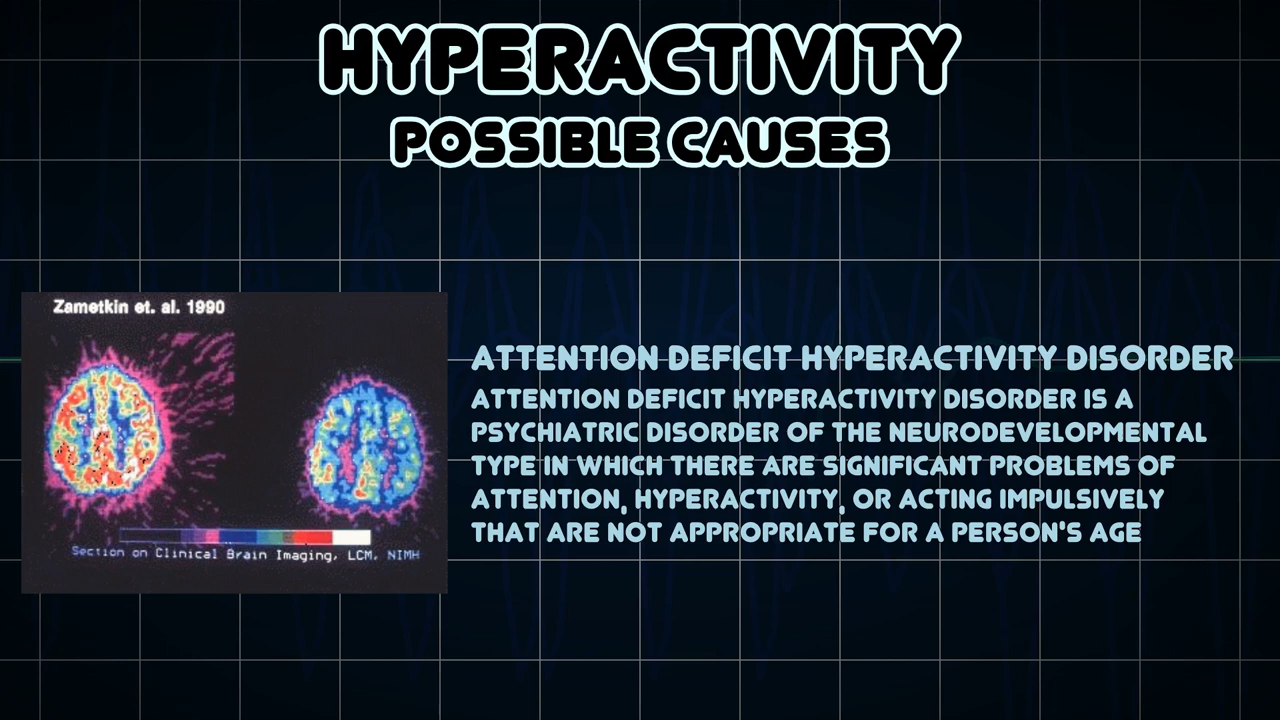 HYPERACTIVITY
POSSIBLE CAUSES
Zametkin et. al. 1990
Section on Clinical Brain Imaging, LCM, NIMH
ATTENTION DEFICIT HYPERACTIVITY DISORDER
ATTENTION DEFICIT HYPERACTIVITY DISORDER IS A
PSYCHIATRIC DISORDER OF THE NEURODEVELOPMENTAL
TYPE IN WHICH THERE ARE SIGNIFICANT PROBLEMS OF
ATTENTION, HYPERACTIVITY, OR ACTING IMPULSIVELY
THAT ARE NOT APPROPRIATE FOR A PERSON'S AGE